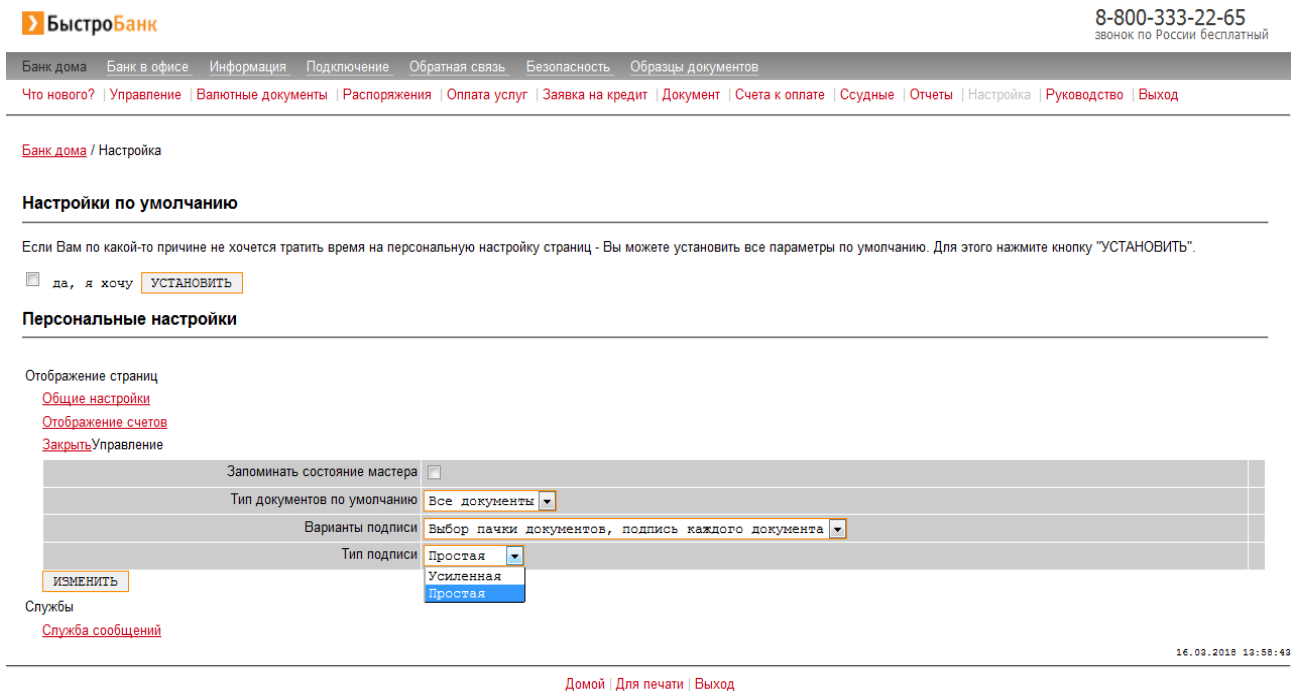 БыстроБанк
8-800-333-22-65
звонок по России бесплатный
Банк дома Банк в офисе Информация Подключение Обратная связь Безопасность Образцы документов
Что нового? | Управление | Валютные документы | Распоряжения | Оплата услуг | Заявка на кредит | Документ | Счета к оплате | Ссудные | Отчеты | Настройка | Руководство | Выход
Банк дома / Настройка
Настройки по умолчанию
Если Вам по какой-то причине не хочется тратить время на персональную настройку страниц - Вы можете установить все параметры по умолчанию. Для этого нажмите кнопку "УСТАНОВИТЬ".
да, я хочу УСТАНОВИТЬ
Персональные настройки
Отображение страниц
Общие настройки
Отображение счетов
ЗакрытьУправление
Запоминать состояние мастера
Тип документов по умолчанию Все документы
Варианты подписи Выбор пачки документов, подпись каждого документа
Тип подписи Простая
Усиленная
Простая
ИЗМЕНИТЬ
Службы
Служба сообщений
16.03.2018 13:58:43
Домой | Для печати | Выход